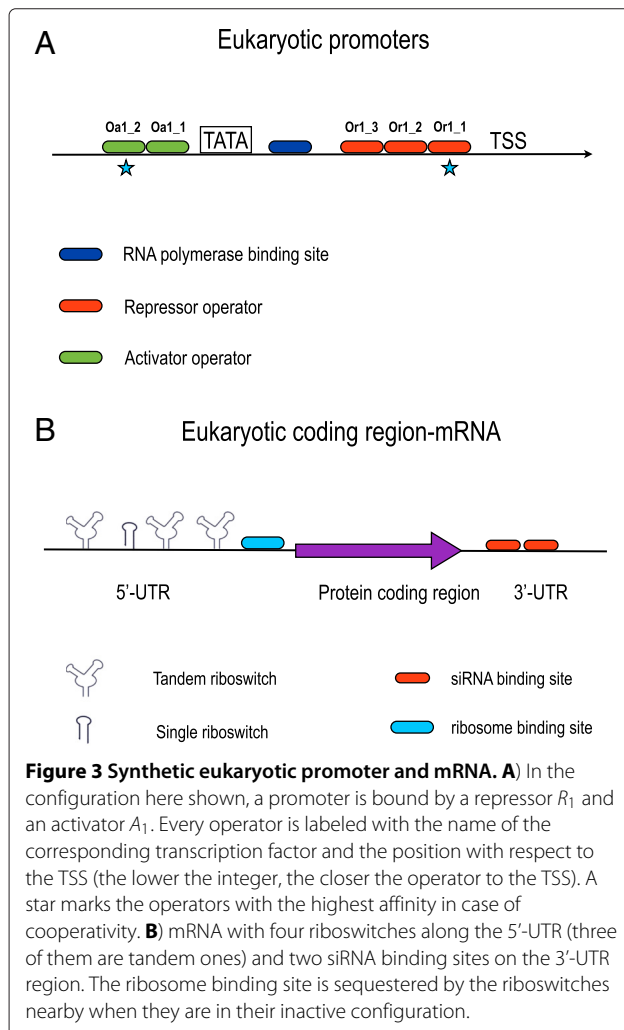 A
Eukaryotic promoters
Oa1_2 Oa1_1 TATA Or1_3 Or1_2 Or1_1 TSS
RNA polymerase binding site
Repressor operator
Activator operator
B
Eukaryotic coding region-mRNA
5'-UTR Protein coding region 3'-UTR
Tandem riboswitch siRNA binding site
Single riboswitch ribosome binding site
Figure 3 Synthetic eukaryotic promoter and mRNA. A) In the
configuration here shown, a promoter is bound by a repressor R1 and
an activator A1. Every operator is labeled with the name of the
corresponding transcription factor and the position with respect to
the TSS (the lower the integer, the closer the operator to the TSS). A
star marks the operators with the highest affinity in case of
cooperativity. B) mRNA with four riboswitches along the 5'-UTR (three
of them are tandem ones) and two siRNA binding sites on the 3'-UTR
region. The ribosome binding site is sequestered by the riboswitches
nearby when they are in their inactive configuration.